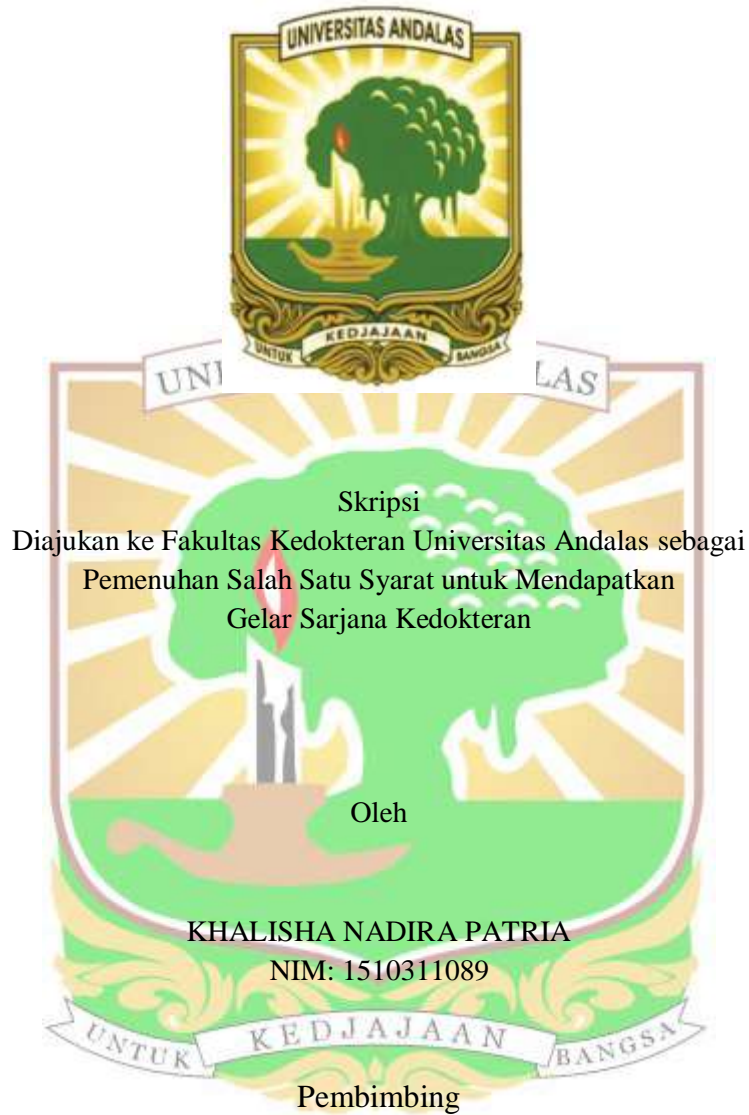 UNIVERSITAS ANDALAS
UNTUK KEDJAJAAN BANGSA
UNI LAS
Skripsi
Diajukan ke Fakultas Kedokteran Universitas Andalas sebagai
Pemenuhan Salah Satu Syarat untuk Mendapatkan
Gelar Sarjana Kedokteran
Oleh
KHALISHA NADIRA PATRIA
NIM: 1510311089
UNTUK KEDJAJAAN BANGSA
Pembimbing